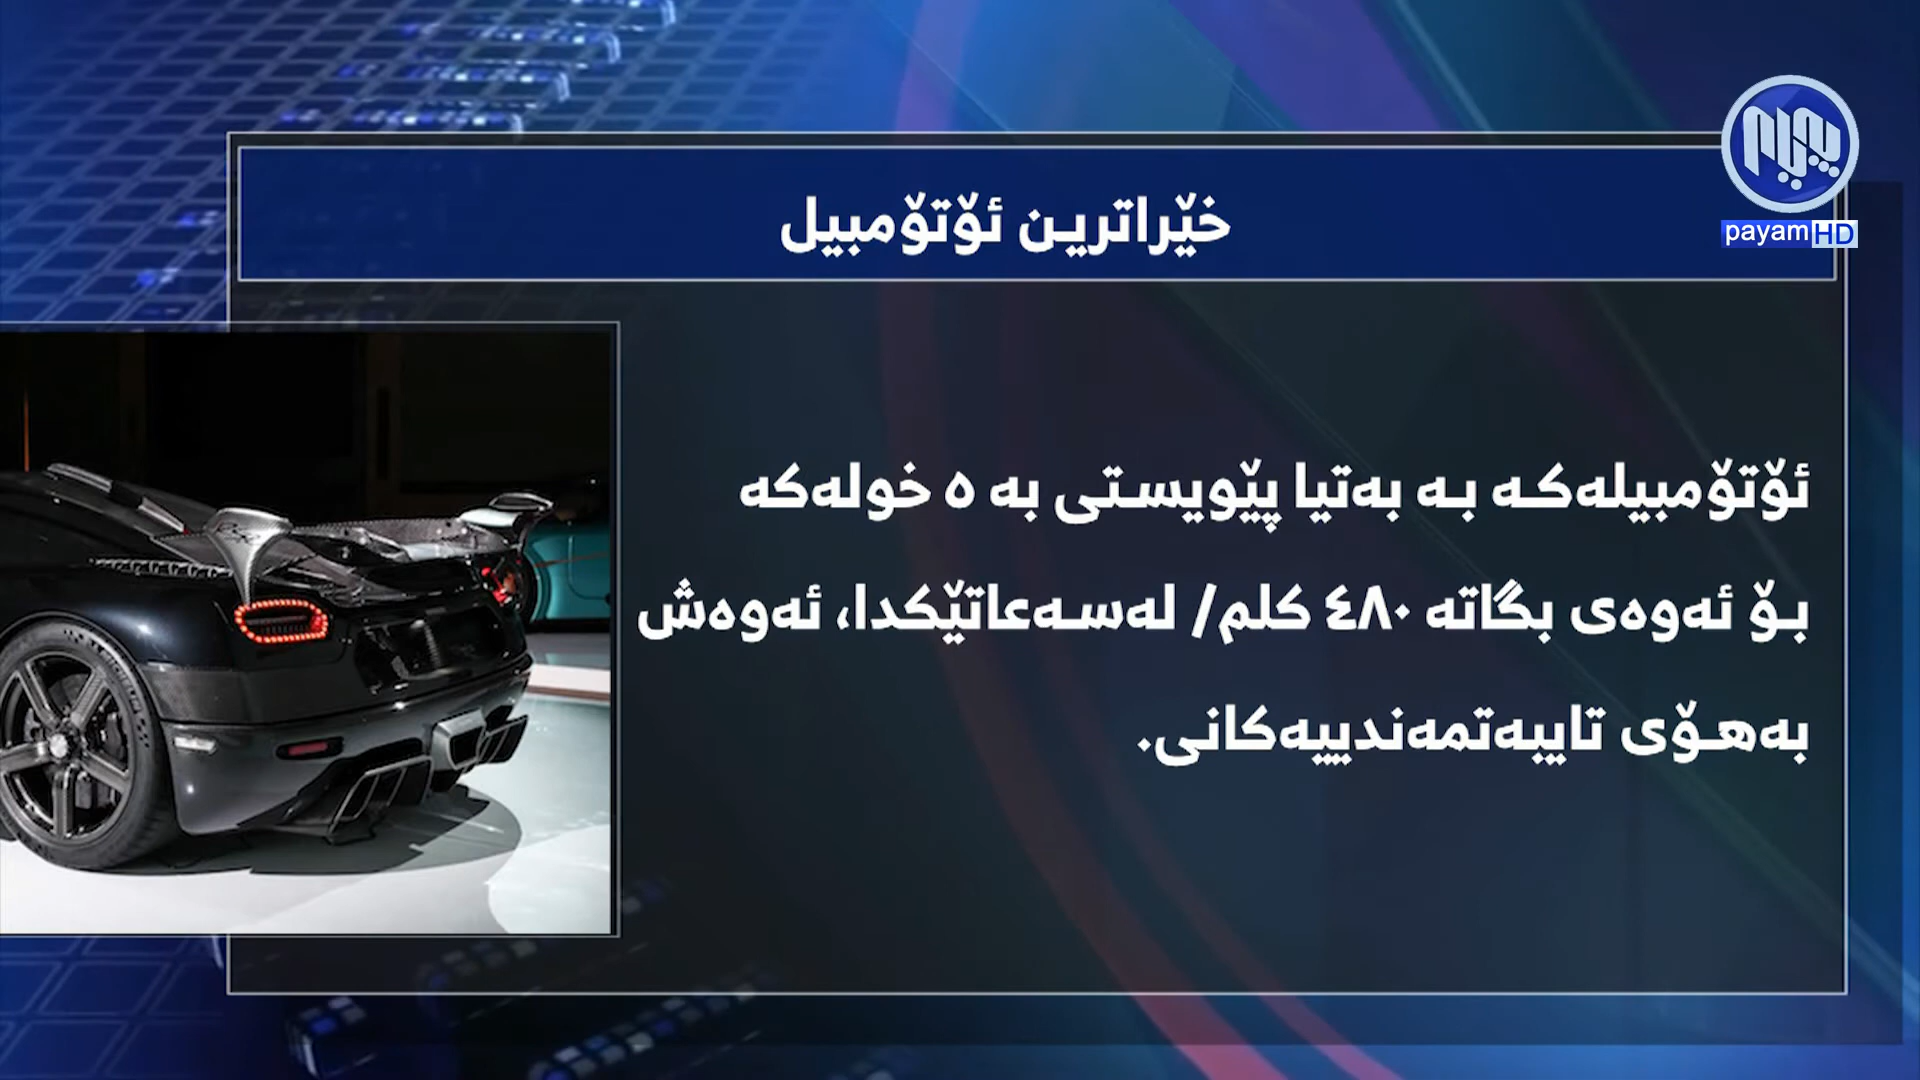 پەیام
payam HD
خێراترین ئۆتۆمبیل
ئۆتۆمبیلەکە بە بەتیا پێویستی بە ٥ خولەکە
بۆ ئەوەی بگاتە ٤٨٠ کلم/ لەسەعاتێکدا، ئەوەش
بەهۆی تایبەتمەندییەکانی.